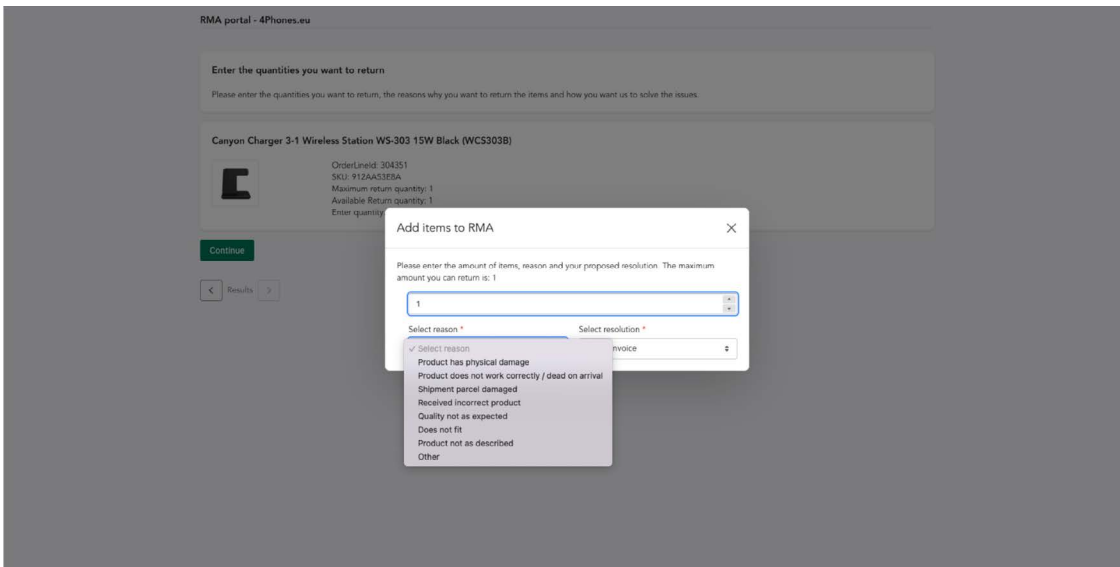 RMA portal - 4Phones.eu
Enter the quantities you want to return
Please enter the quantities you want to return, the reasons why you want to return the items and how you want us to solve the issues.
Canyon Charger 3-1 Wireless Station WS-303 15W Black (WCS303B)
OrderLineId: 304351
SKU: 912AA53E8A
Maximum return quantity: 1
Available Return quantity: 1
Enter quantity
Continue
Results
Add items to RMA
Please enter the amount of items, reason and your proposed resolution. The maximum
amount you can return is: 1
1
Select reason *
Select resolution *
nvoice
✓ Select reason
Product has physical damage
Product does not work correctly / dead on arrival
Shipment parcel damaged
Received incorrect product
Quality not as expected
Does not fit
Product not as described
Other